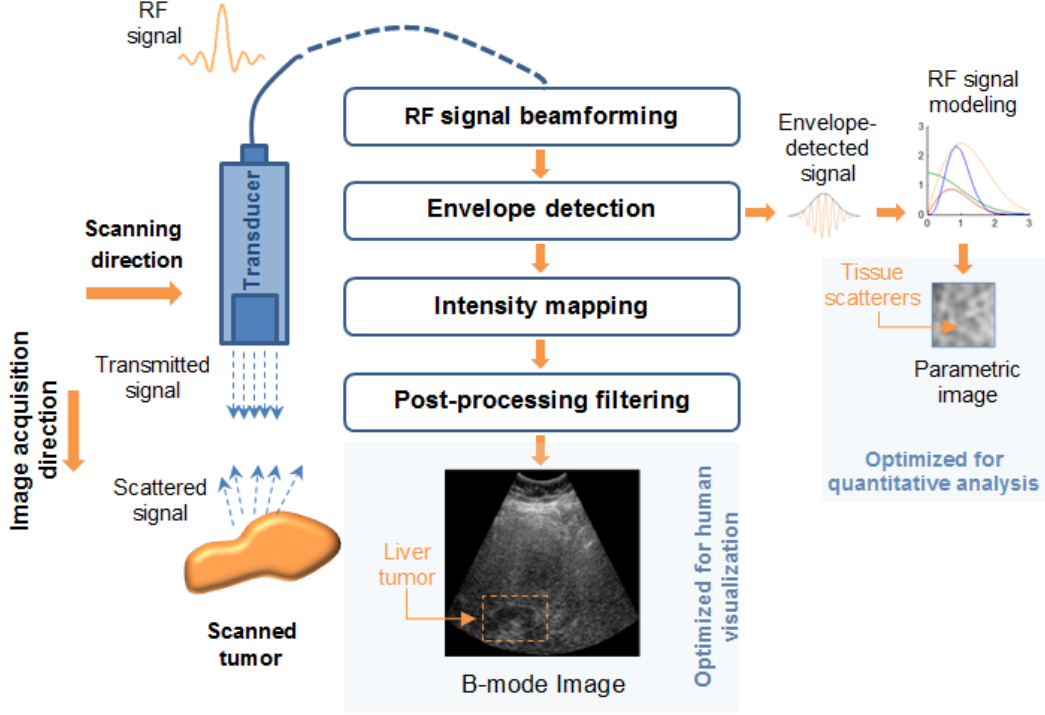 RF
signal
RF signal beamforming
Envelope detection
Intensity mapping
Post-processing filtering
Envelope-
detected
signal
RF signal
modeling
3
2
1
0
0
1
2
3
Tissue
scatterers
Parametric
image
Optimized for
quantitative analysis
Transducer
Scanning
direction
Image acquisition
direction
Transmitted
signal
Scattered
signal
Scanned
tumor
Liver
tumor
B-mode Image
Optimized for human
visualization